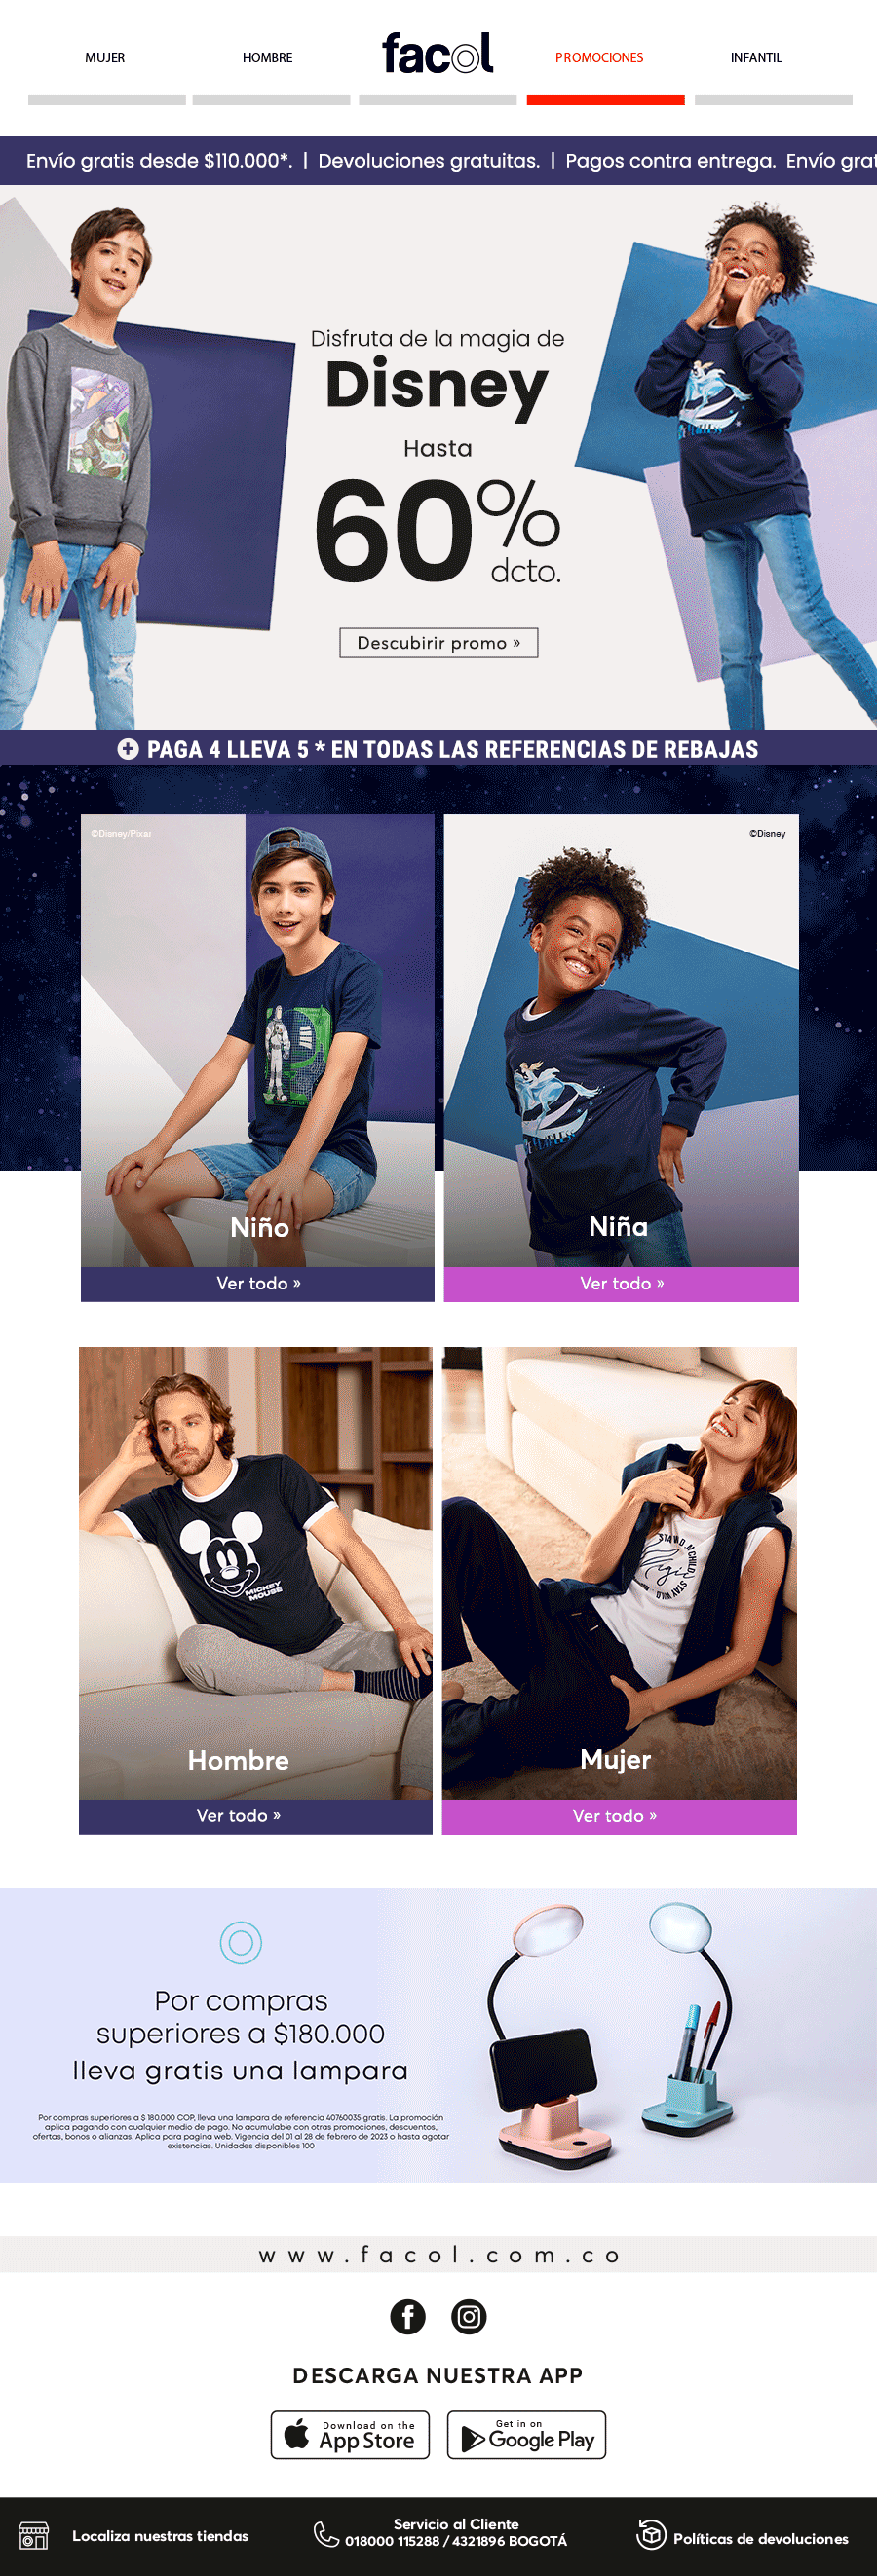 MUJER
HOMBRE
facol
PROMOCIONES
INFANTIL
Envío gratis desde $110.000*. | Devoluciones gratuitas. | Pagos contra entrega. Envío grat
Disfruta de la magia de
Disney
Hasta
60%
dcto.
Descubirir promo »
PAGA 4 LLEVA 5 * EN TODAS LAS REFERENCIAS DE REBAJAS
©Disney/Pixar
©Disney
Niño
Niña
Ver todo »
Ver todo »
MICKEY
MOUSE
Hombre
Mujer
Ver todo »
Ver todo »
Por compras
superiores a $180.000
lleva gratis una lampara
Por compras superiores a $ 180.000 COP, lleva una lampara de referencia 40760035 gratis. La promoción
aplica pagando con cualquier medio de pago. No acumulable con otras promociones, descuentos,
ofertas, bonos o alianzas. Aplica para pagina web. Vigencia del 01 al 28 de febrero de 2023 o hasta agotar
existencias. Unidades disponibles 100
www.facol.com.co
DESCARGA NUESTRA APP
Download on the
App Store
Get in on
Google Play
Localiza nuestras tiendas
Servicio al Cliente
018000 115288 / 4321896 BOGOTÁ
Políticas de devoluciones